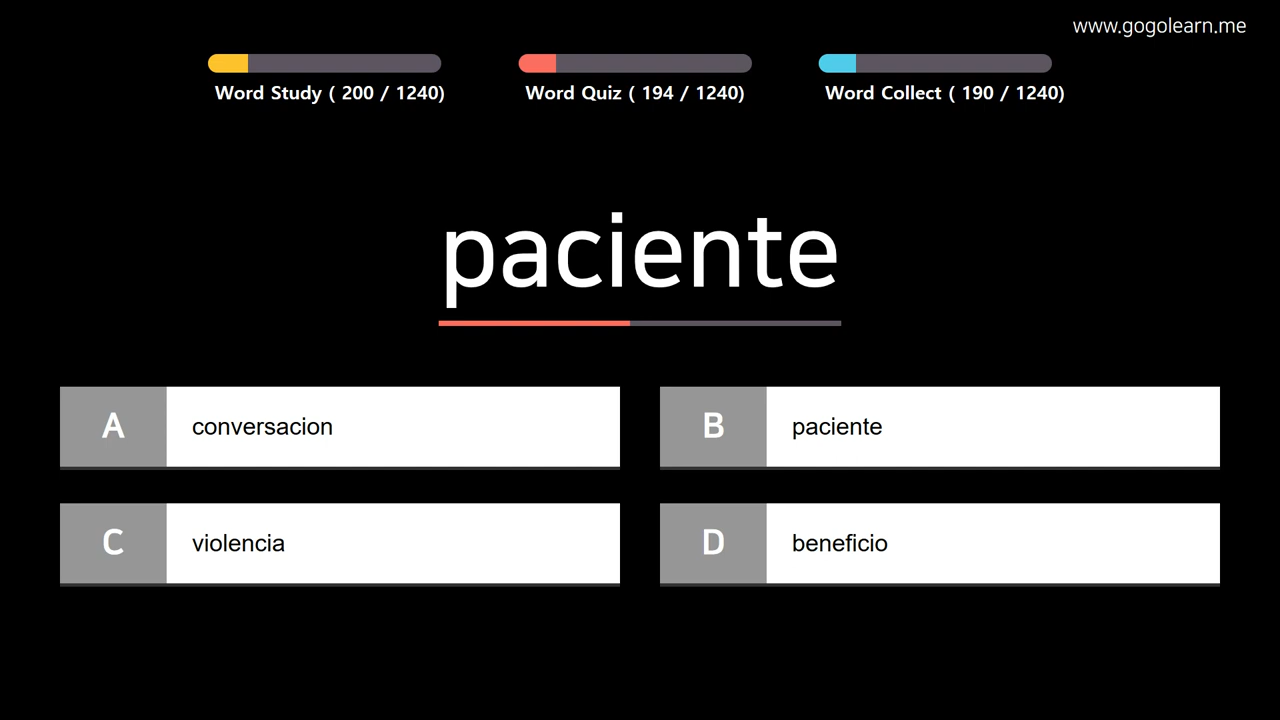 www.gogolearn.me
Word Study ( 200 / 1240)
Word Quiz ( 194 / 1240)
Word Collect ( 190 / 1240)
paciente
A conversacion
B paciente
C violencia
D beneficio